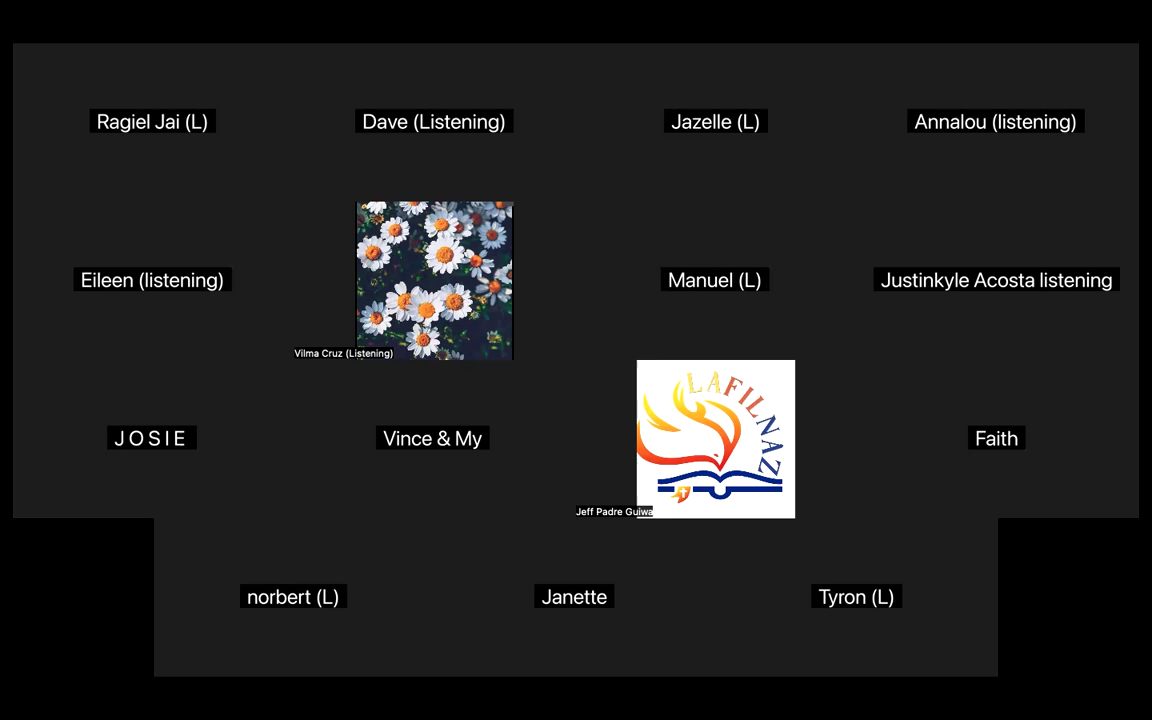 Ragiel Jai (L)
Dave (Listening)
Jazelle (L)
Annalou (listening)
Eileen (listening)
Vilma Cruz (Listening)
Manuel (L)
Justinkyle Acosta listening
J O S I E
Vince & My
LAFILNAZ
Jeff Padre Guiwa
Faith
norbert (L)
Janette
Tyron (L)